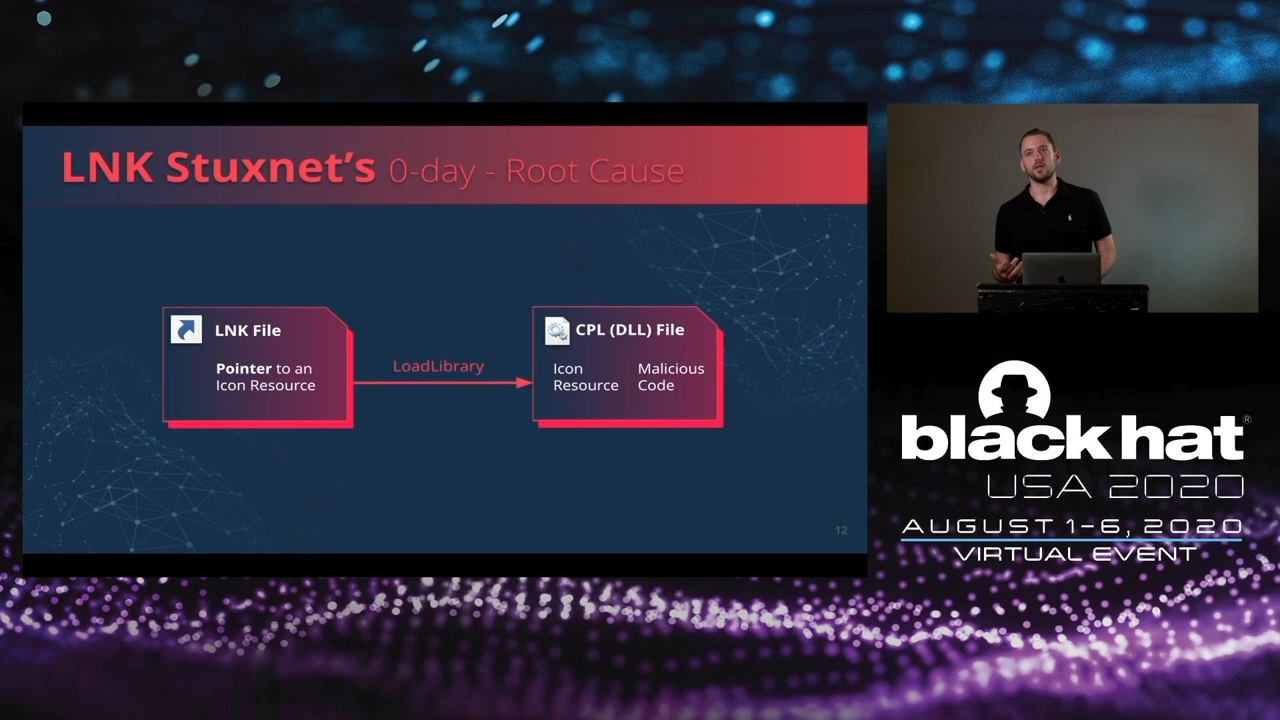 LNK Stuxnet's 0-day - Root Cause
LNK File
Pointer to an
Icon Resource
LoadLibrary
CPL (DLL) File
Icon
Resource
Malicious
Code
12
black hat®
USA 2020
AUGUST 1-6, 2020
VIRTUAL EVENT